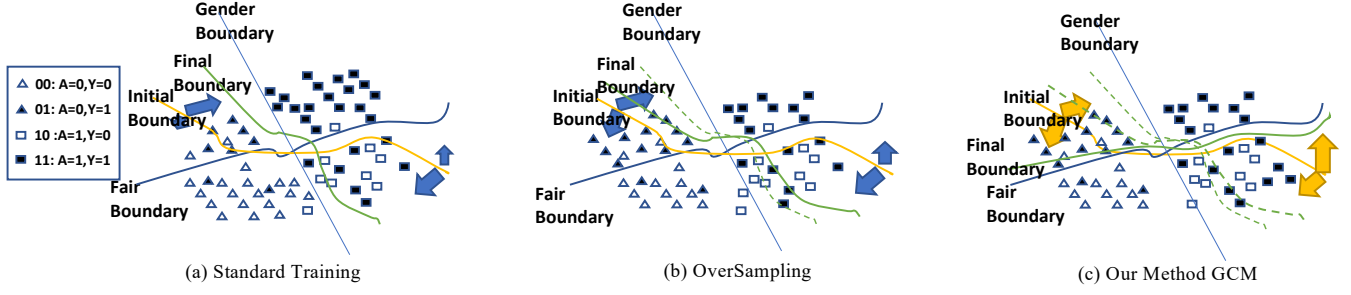 00: A=0,Y=0
01: A=0,Y=1
10 :A=1,Y=0
11: A=1,Y=1
Gender
Boundary
Final
Boundary
Initial
Boundary
Fair
Boundary
(a) Standard Training
Gender
Boundary
Final
Boundary
Initial
Boundary
Fair
Boundary
(b) OverSampling
Gender
Boundary
Initial
Boundary
Final
Boundary
Fair
Boundary
(c) Our Method GCM